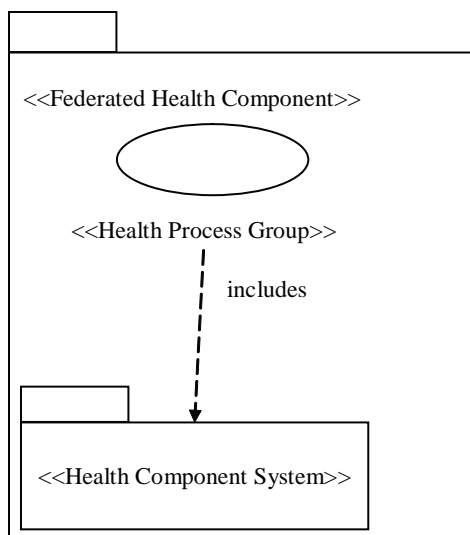 <<Federated Health Component>>
<<Health Process Group>>
includes
<<Health Component System>>